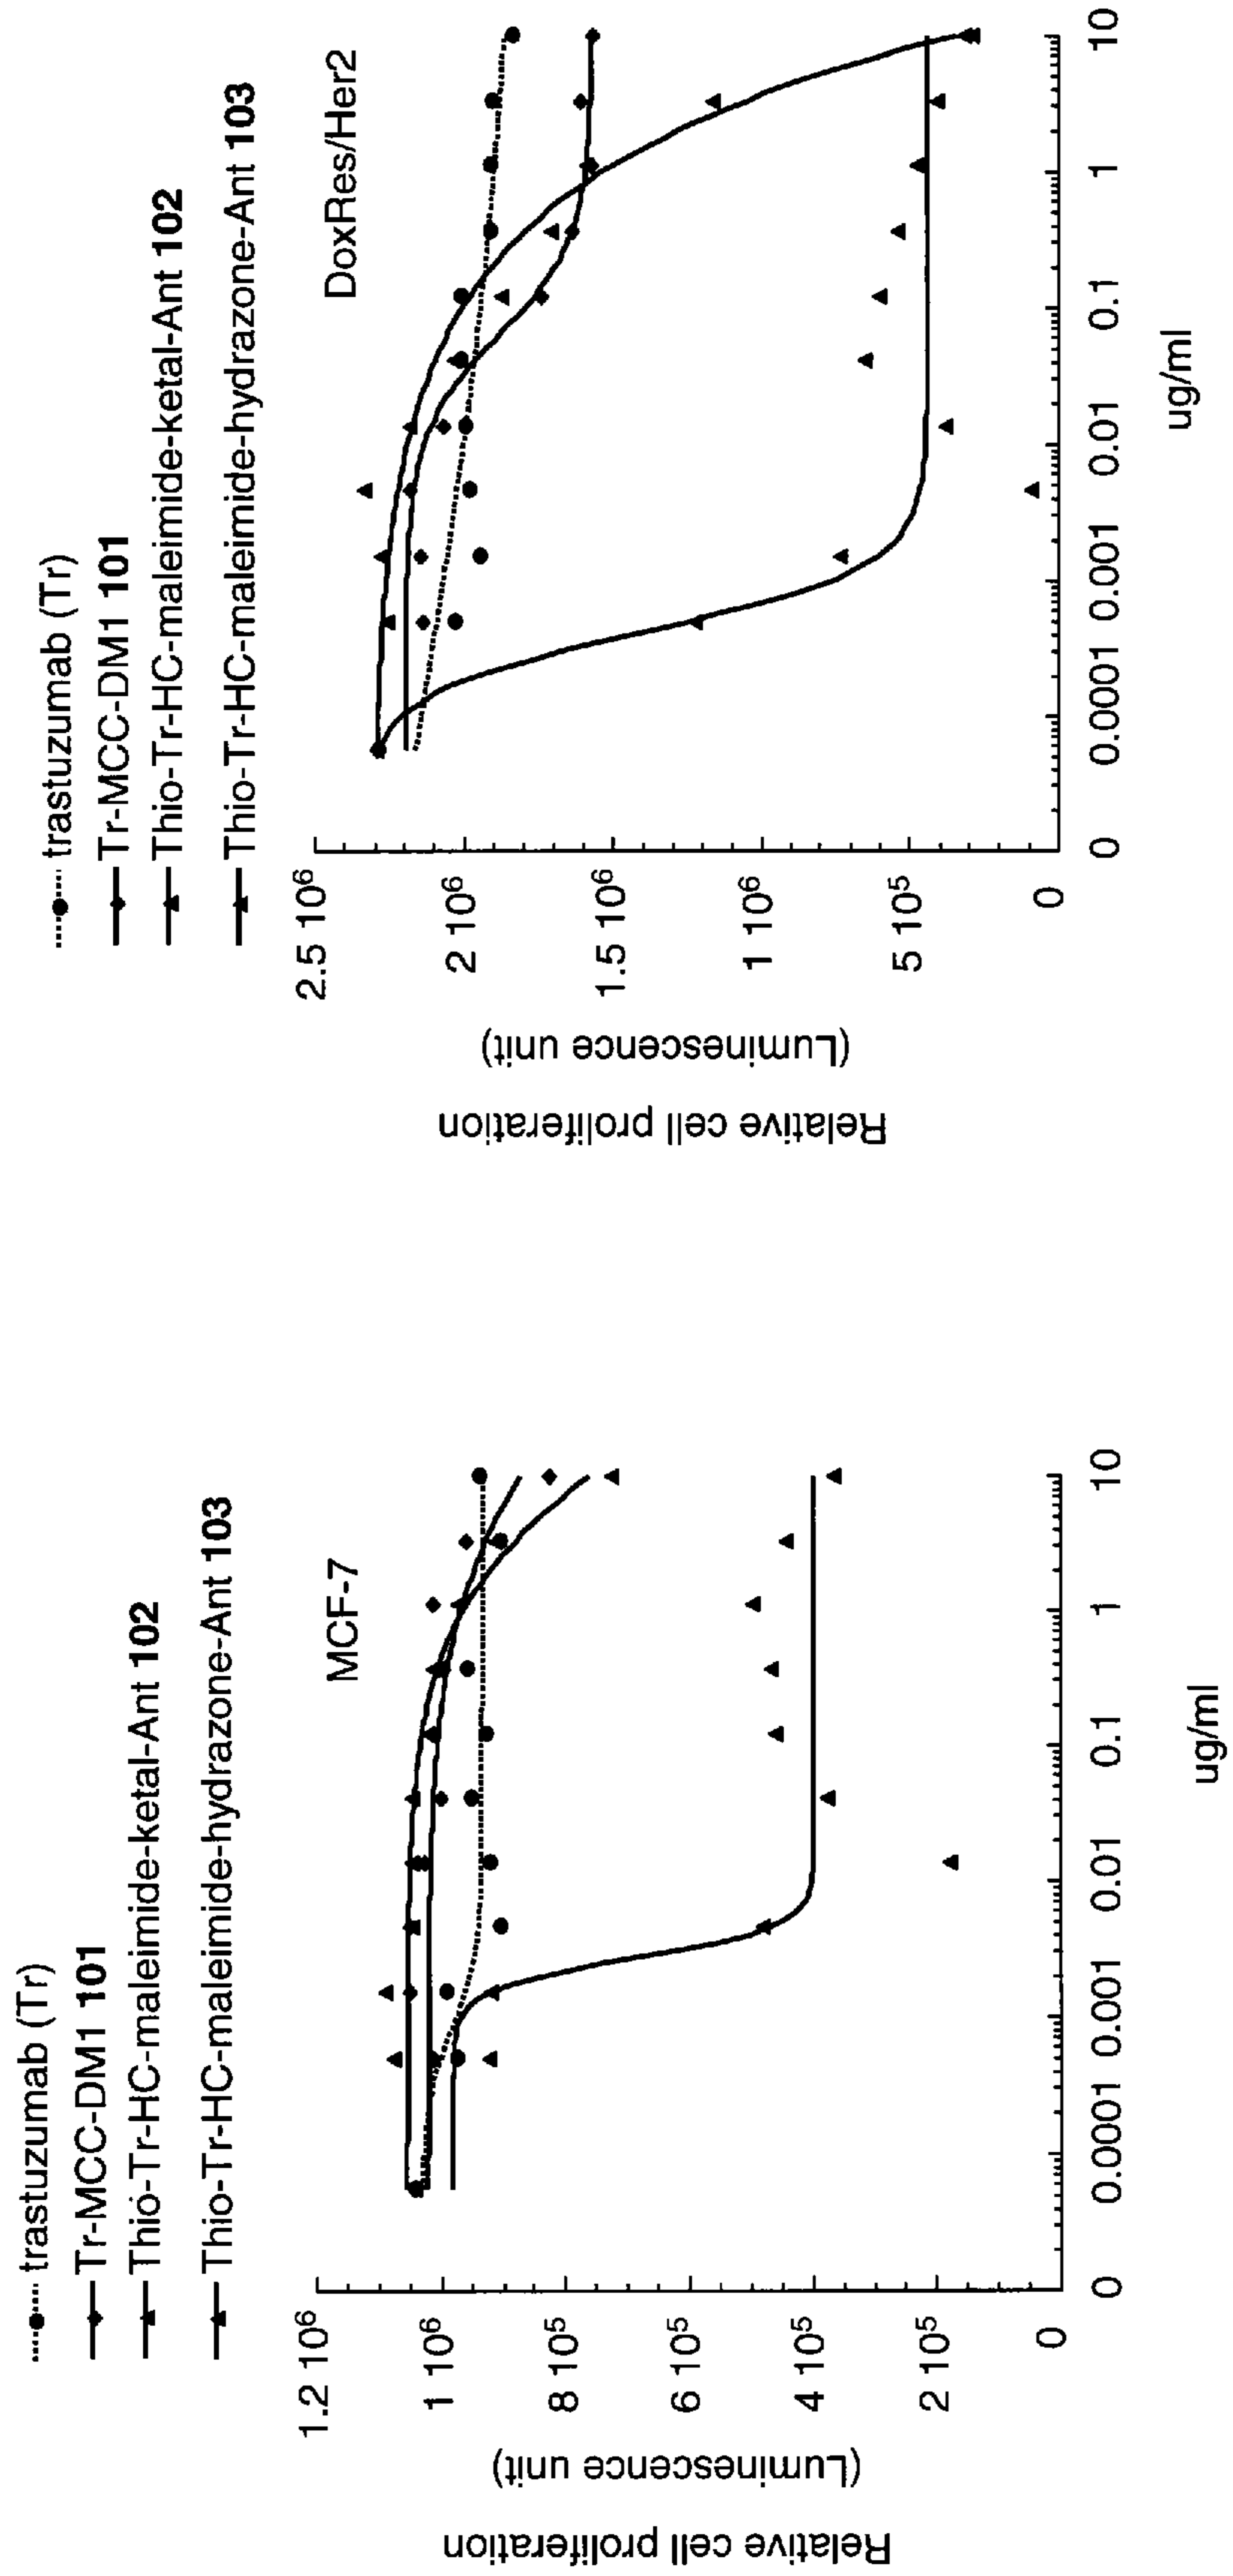 trastuzumab (Tr)
Tr-MCC-DM1 101
Thio-Tr-HC-maleimide-ketal-Ant 102
Thio-Tr-HC-maleimide-hydrazone-Ant 103
MCF-7
1.2 10⁶
1 10⁶
8 10⁵
6 10⁵
4 10⁵
2 10⁵
0
Relative cell proliferation
(Luminescence unit)
0 0.0001 0.001 0.01 0.1 1 10
ug/ml
trastuzumab (Tr)
Tr-MCC-DM1 101
Thio-Tr-HC-maleimide-ketal-Ant 102
Thio-Tr-HC-maleimide-hydrazone-Ant 103
DoxRes/Her2
2.5 10⁶
2 10⁶
1.5 10⁶
1 10⁶
5 10⁵
0
Relative cell proliferation
(Luminescence unit)
0 0.0001 0.001 0.01 0.1 1 10
ug/ml